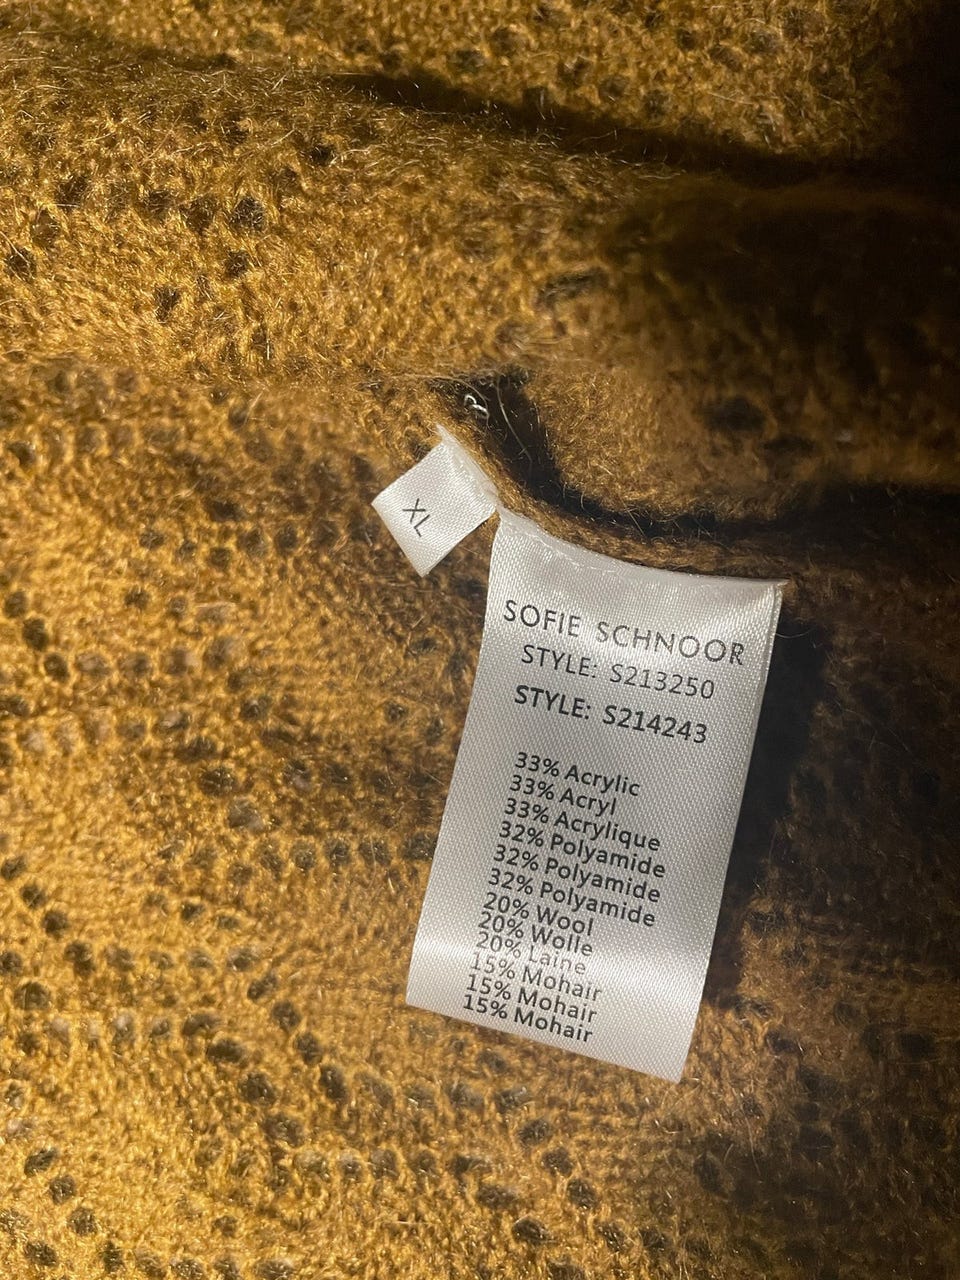 XL
SOFIE SCHNOOR
STYLE: S213250
STYLE: S214243
33% Acrylic
33% Acryl
33% Acrylique
32% Polyamide
32% Polyamide
32% Polyamide
20% Wool
20% Wolle
20% Laine
15% Mohair
15% Mohair
15% Mohair